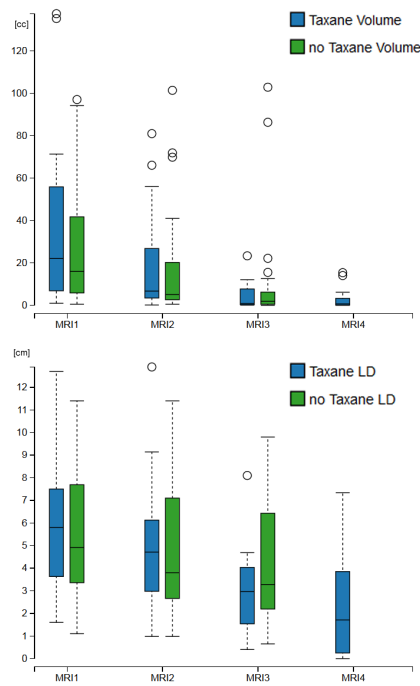 [cc]
Taxane Volume
no Taxane Volume
120
100
80
60
40
20
0
MRI1 MRI2 MRI3 MRI4
[cm]
Taxane LD
no Taxane LD
12
11
10
9
8
7
6
5
4
3
2
1
0
MRI1 MRI2 MRI3 MRI4